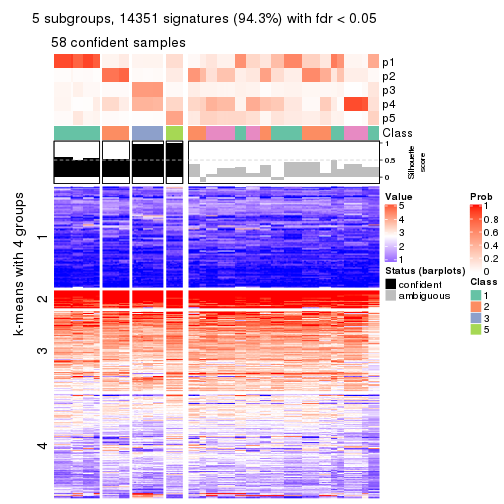 5 subgroups, 14351 signatures (94.3%) with fdr < 0.05
58 confident samples
p1
p2
p3
p4
p5
Class
1
0.5
0
Silhouette
score
k-means with 4 groups
1
2
3
4
Value
5
4
3
2
1
Status (barplots)
confident
ambiguous
Prob
1
0.8
0.6
0.4
0.2
0
Class
1
2
3
5